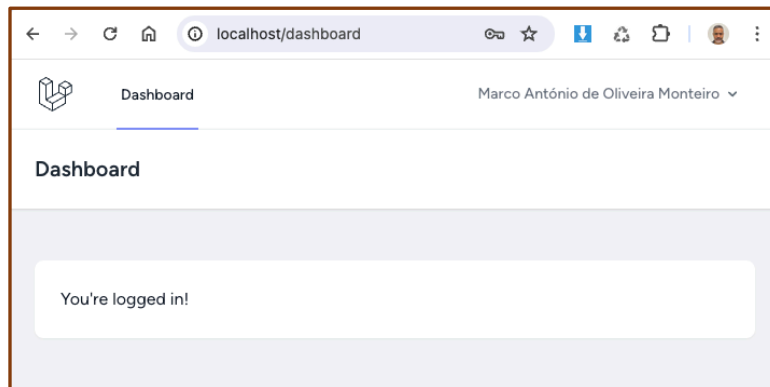 localhost/dashboard
Dashboard
Marco António de Oliveira Monteiro
Dashboard
You're logged in!